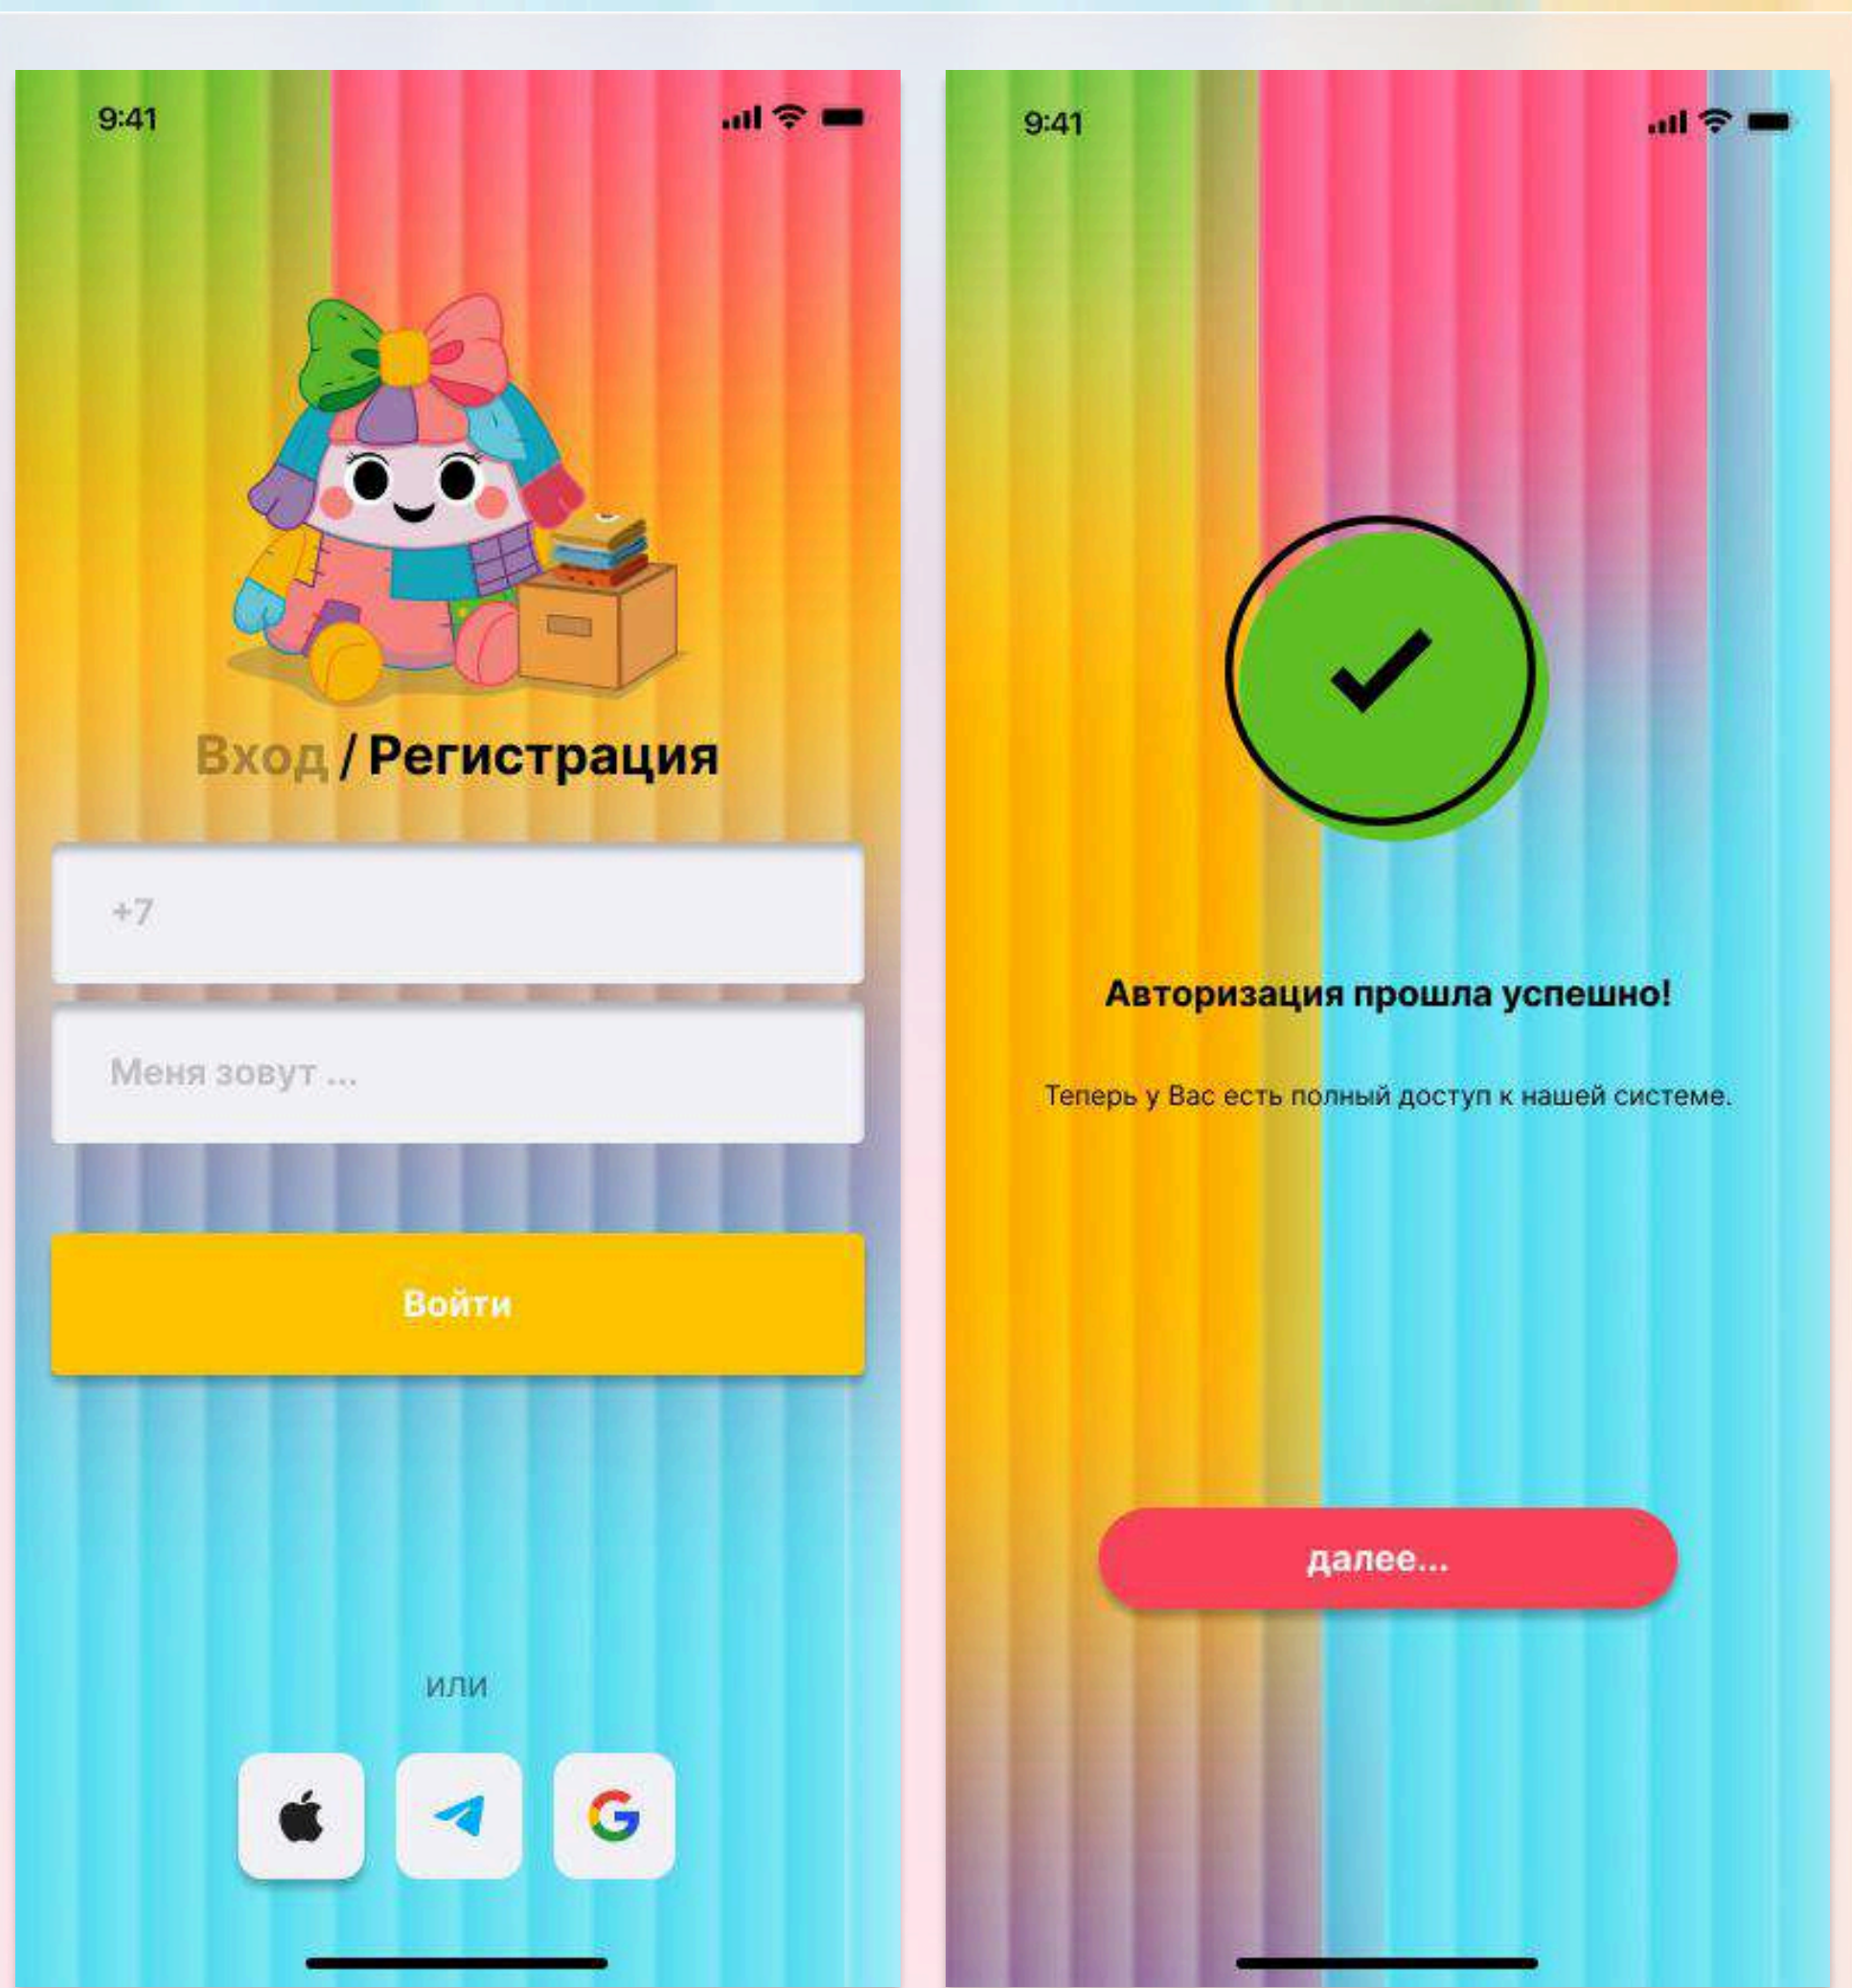 9:41
Вход / Регистрация
+7
Меня зовут ...
Войти
или
9:41
Авторизация прошла успешно!
Теперь у Вас есть полный доступ к нашей системе.
далее...